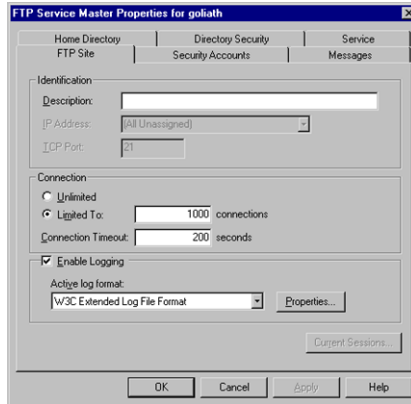 FTP Service Master Properties for goliath
Home Directory Directory Security Service
FTP Site Security Accounts Messages
Identification
Description:
IP Address: (All Unassigned)
TCP Port: 21
Connection
Unlimited
Limited To: 1000 connections
Connection Timeout: 200 seconds
Enable Logging
Active log format:
W3C Extended Log File Format Properties...
Current Sessions...
OK Cancel Apply Help